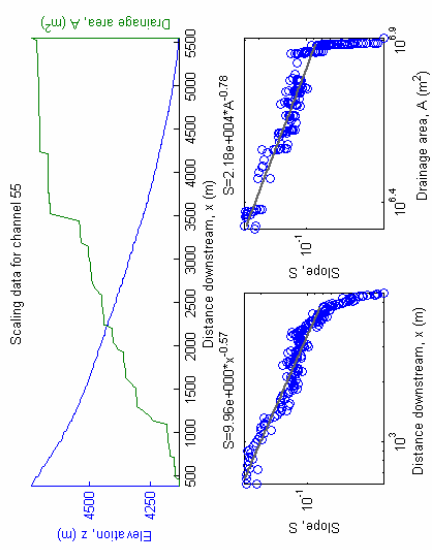 Scaling data for channel 55
Elevation, z (m)
4500
4250
Drainage area, A (m²)
500
1000
1500
2000
2500
3000
3500
4000
4500
5000
5500
Distance downstream, x (m)
S=9.96e+000*x^-0.57
Slope, S
10^-1
10^3
Distance downstream, x (m)
S=2.18e+004*A^-0.78
Slope, S
10^-1
10^6.4
10^6.9
Drainage area, A (m²)